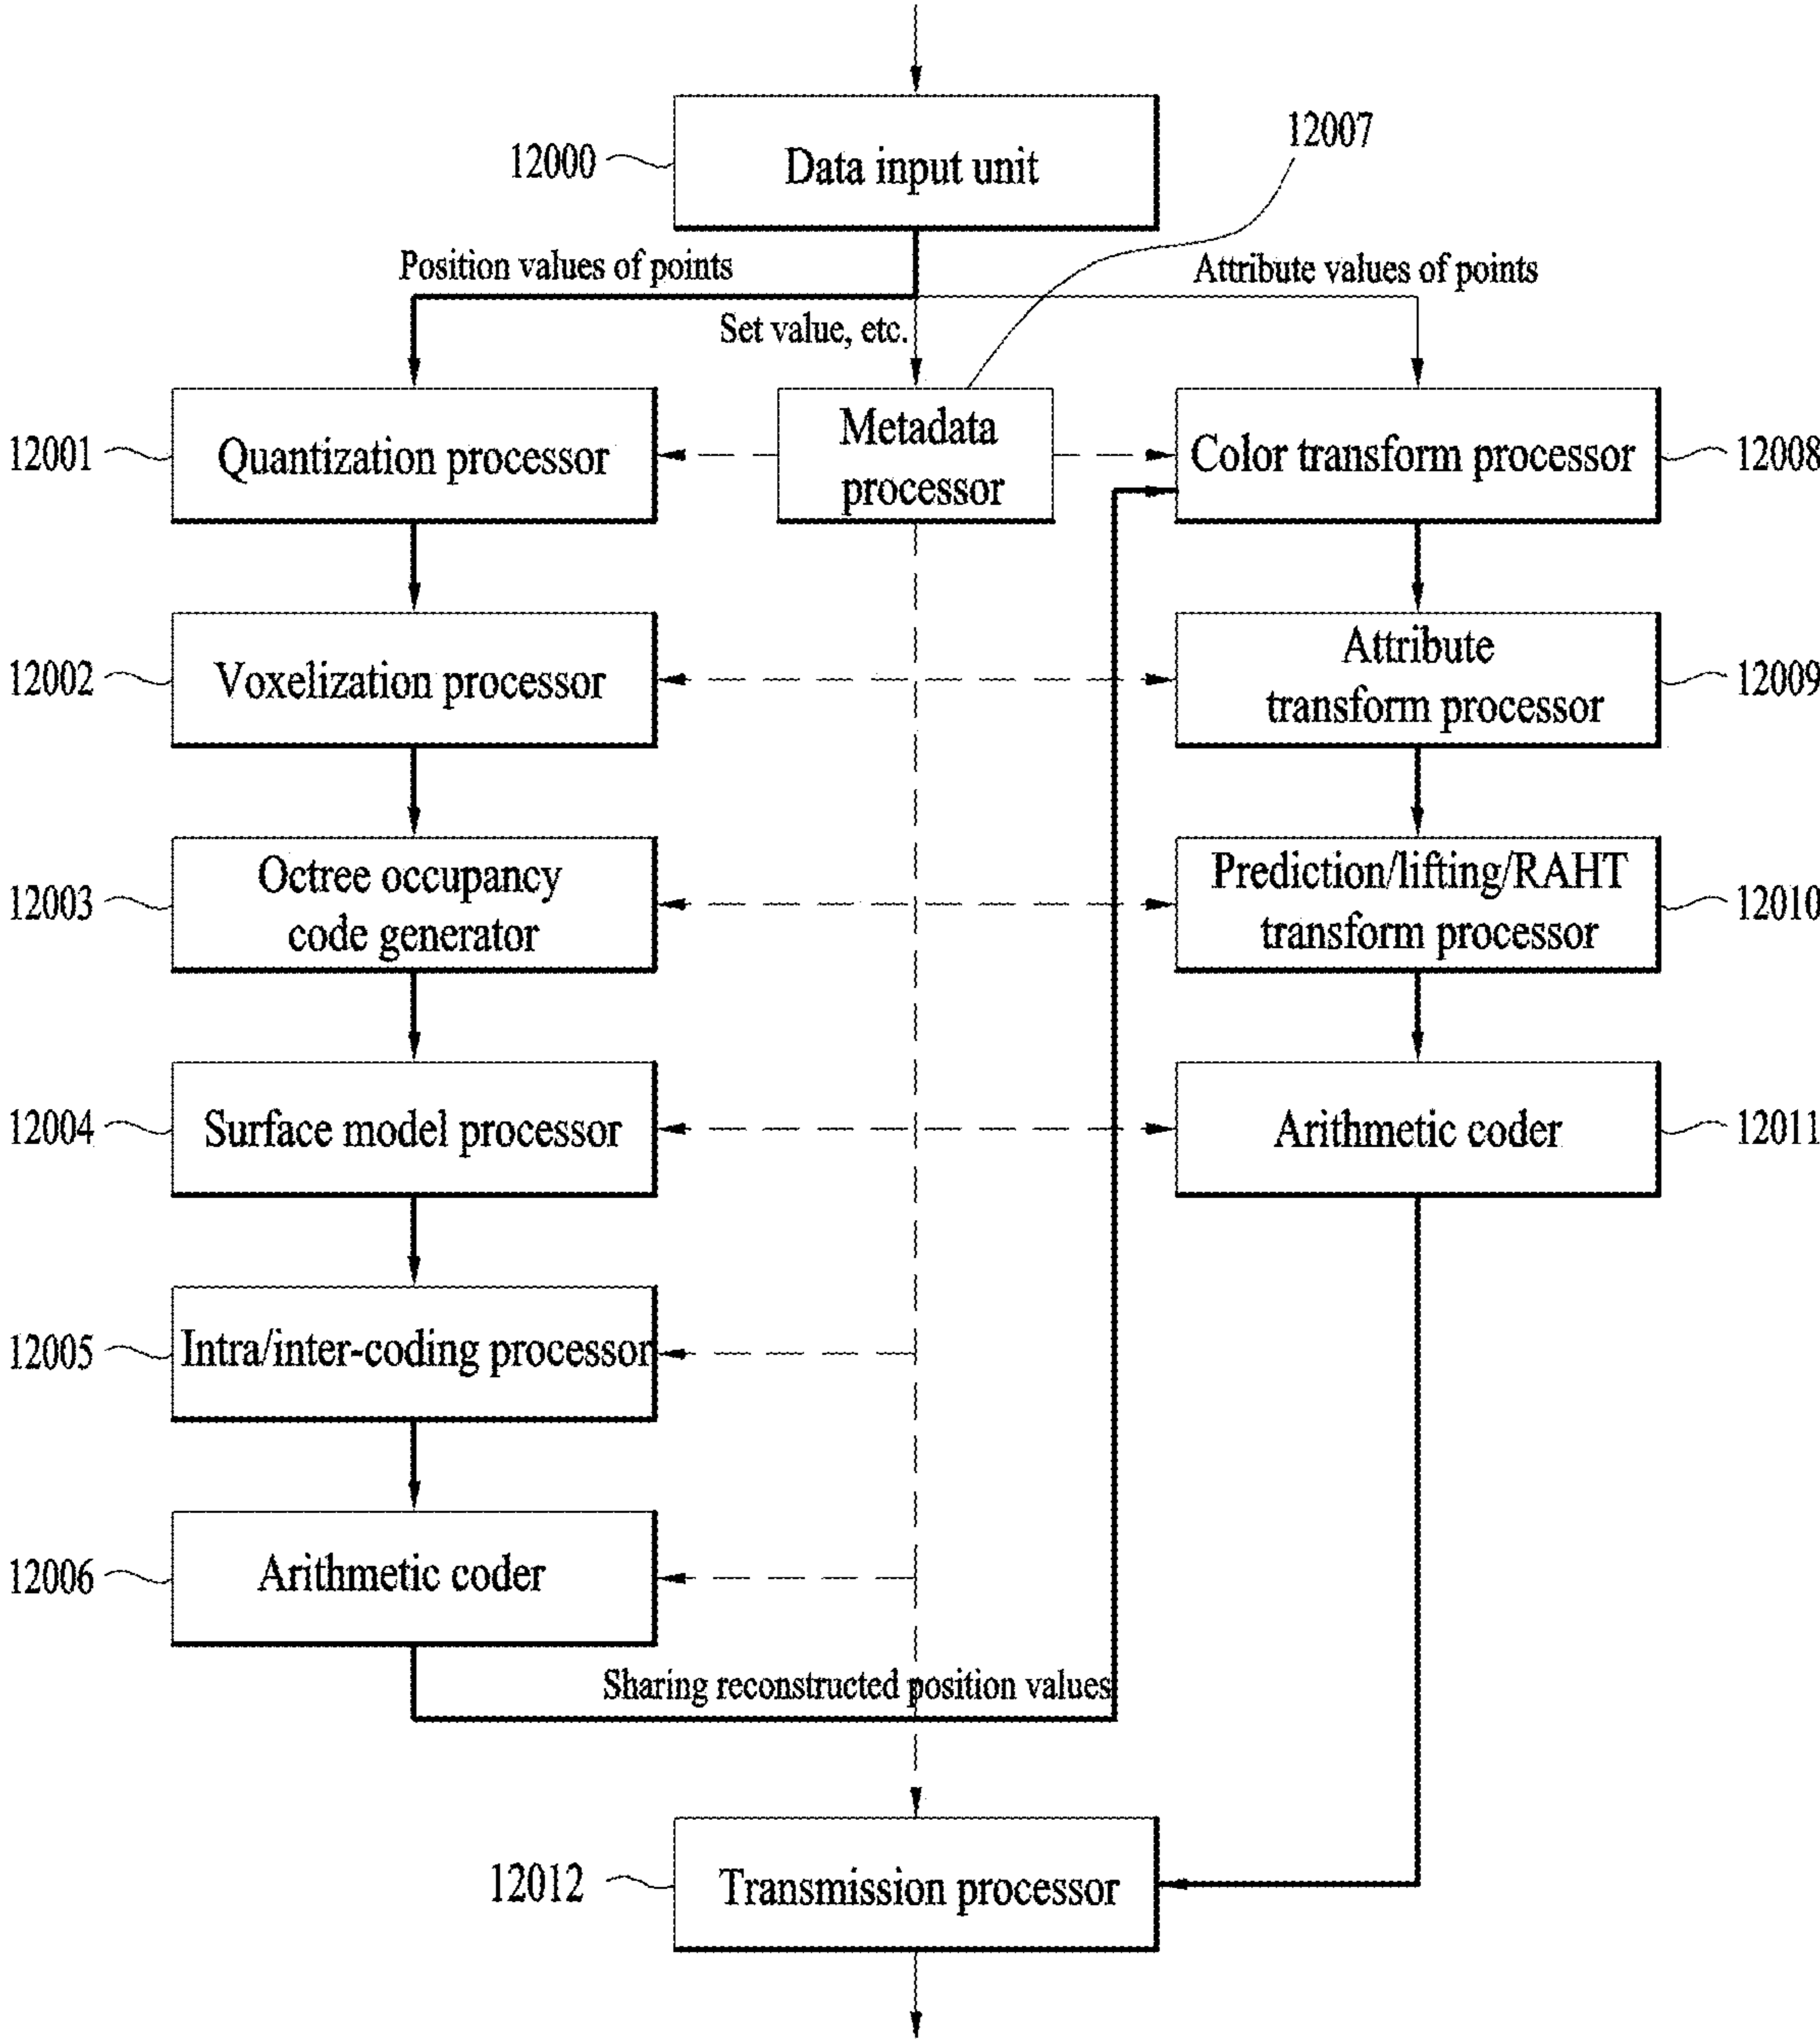 12000
Data input unit
12007
Position values of points
Attribute values of points
Set value, etc.
12001
Quantization processor
Metadata
processor
Color transform processor
12008
12002
Voxelization processor
Attribute
transform processor
12009
12003
Octree occupancy
code generator
Prediction/lifting/RAHT
transform processor
12010
12004
Surface model processor
Arithmetic coder
12011
12005
Intra/inter-coding processor
12006
Arithmetic coder
Sharing reconstructed position values
12012
Transmission processor